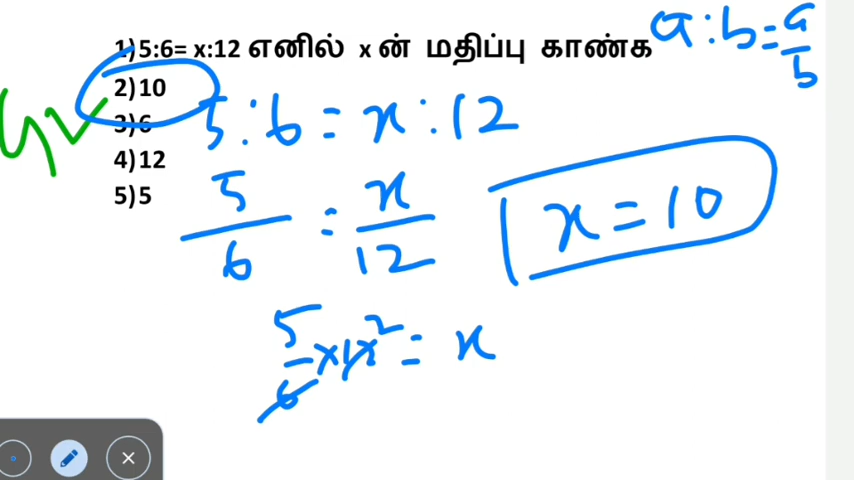 1)5:6= x:12 எனில் x ன் மதிப்பு காண்க
a:b=a/b
2)10
3)6
4)12
5)5
5:6=x:12
5/6=x/12
x=10
5/6×12 2=x